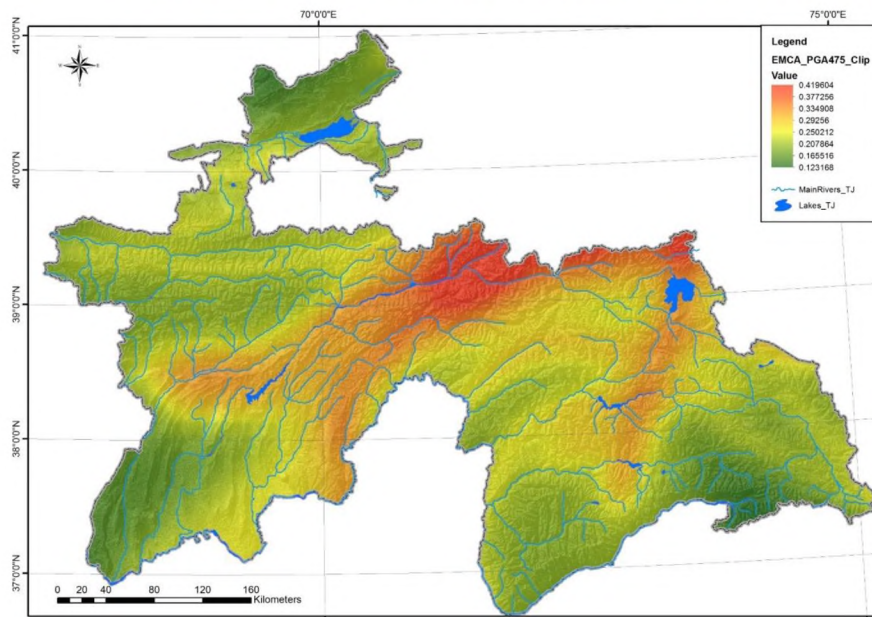 70°0'0"E
75°0'0"E
41°0'0"N
40°0'0"N
39°0'0"N
38°0'0"N
37°0'0"N
N
Legend
EMCA_PGA475_Clip
Value
0.419604
0.377256
0.334908
0.29256
0.250212
0.207864
0.165516
0.123168
MainRivers_TJ
Lakes_TJ
0 20 40 80 120 160
Kilometers